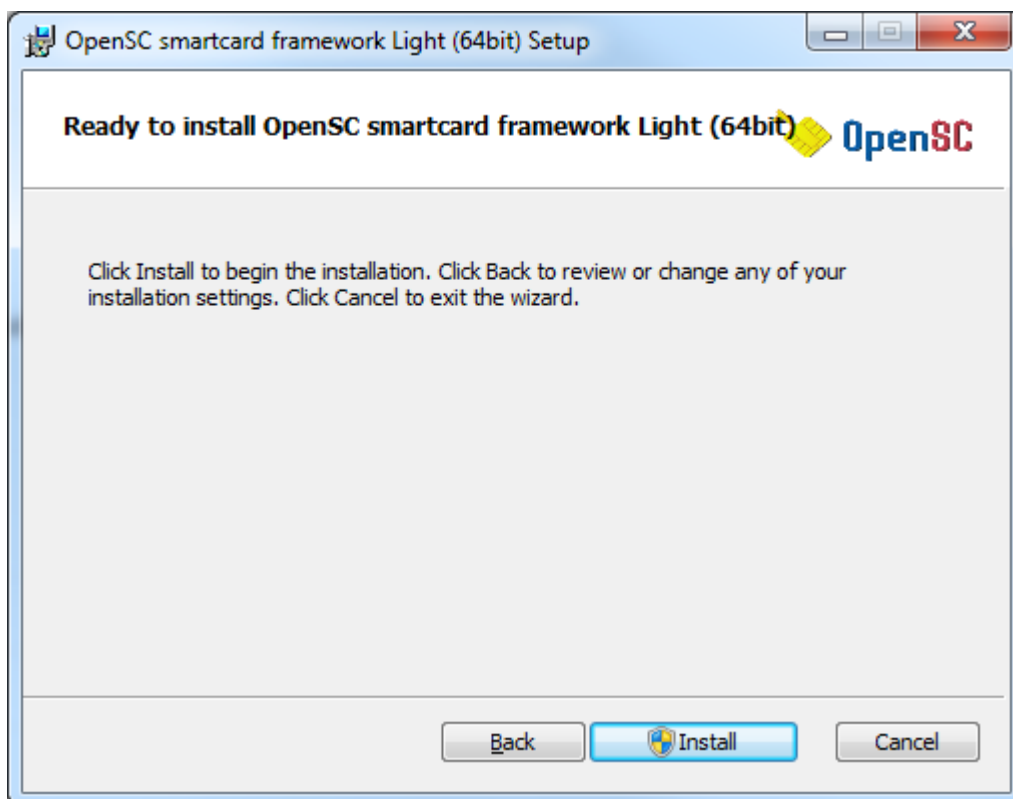 OpenSC smartcard framework Light (64bit) Setup
Ready to install OpenSC smartcard framework Light (64bit)
OpenSC
Click Install to begin the installation. Click Back to review or change any of your
installation settings. Click Cancel to exit the wizard.
Back
Install
Cancel